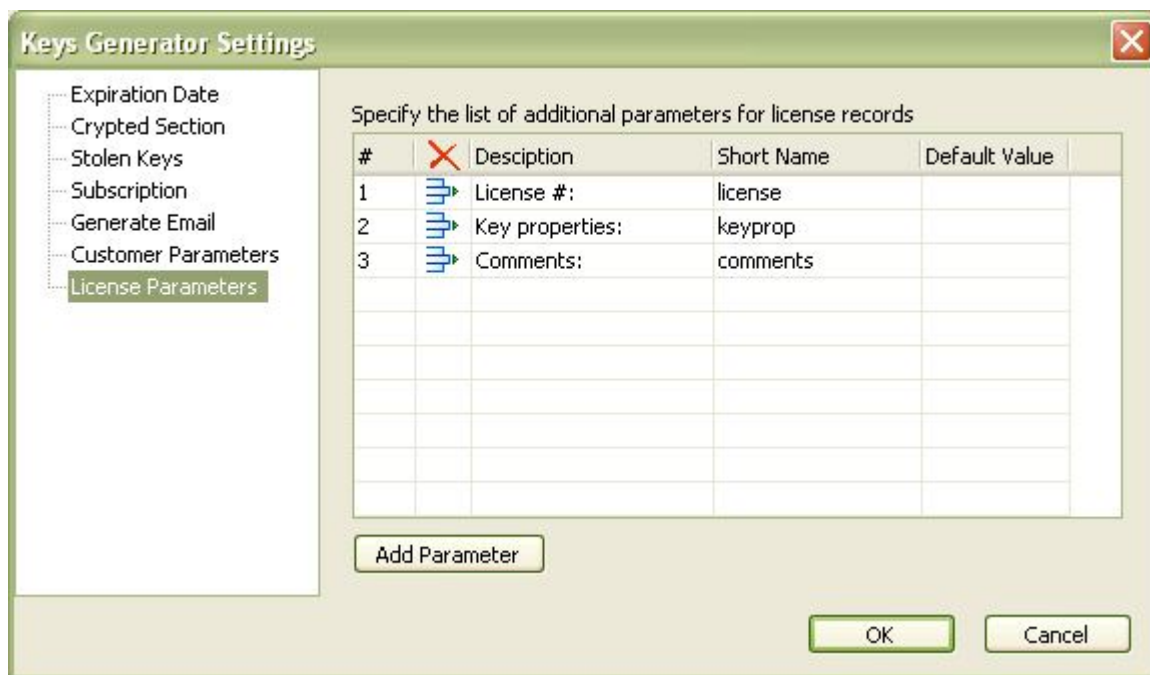 Keys Generator Settings
Expiration Date
Crypted Section
Stolen Keys
Subscription
Generate Email
Customer Parameters
License Parameters
Specify the list of additional parameters for license records
# Desciption Short Name Default Value
1 License #: license
2 Key properties: keyprop
3 Comments: comments
Add Parameter
OK Cancel